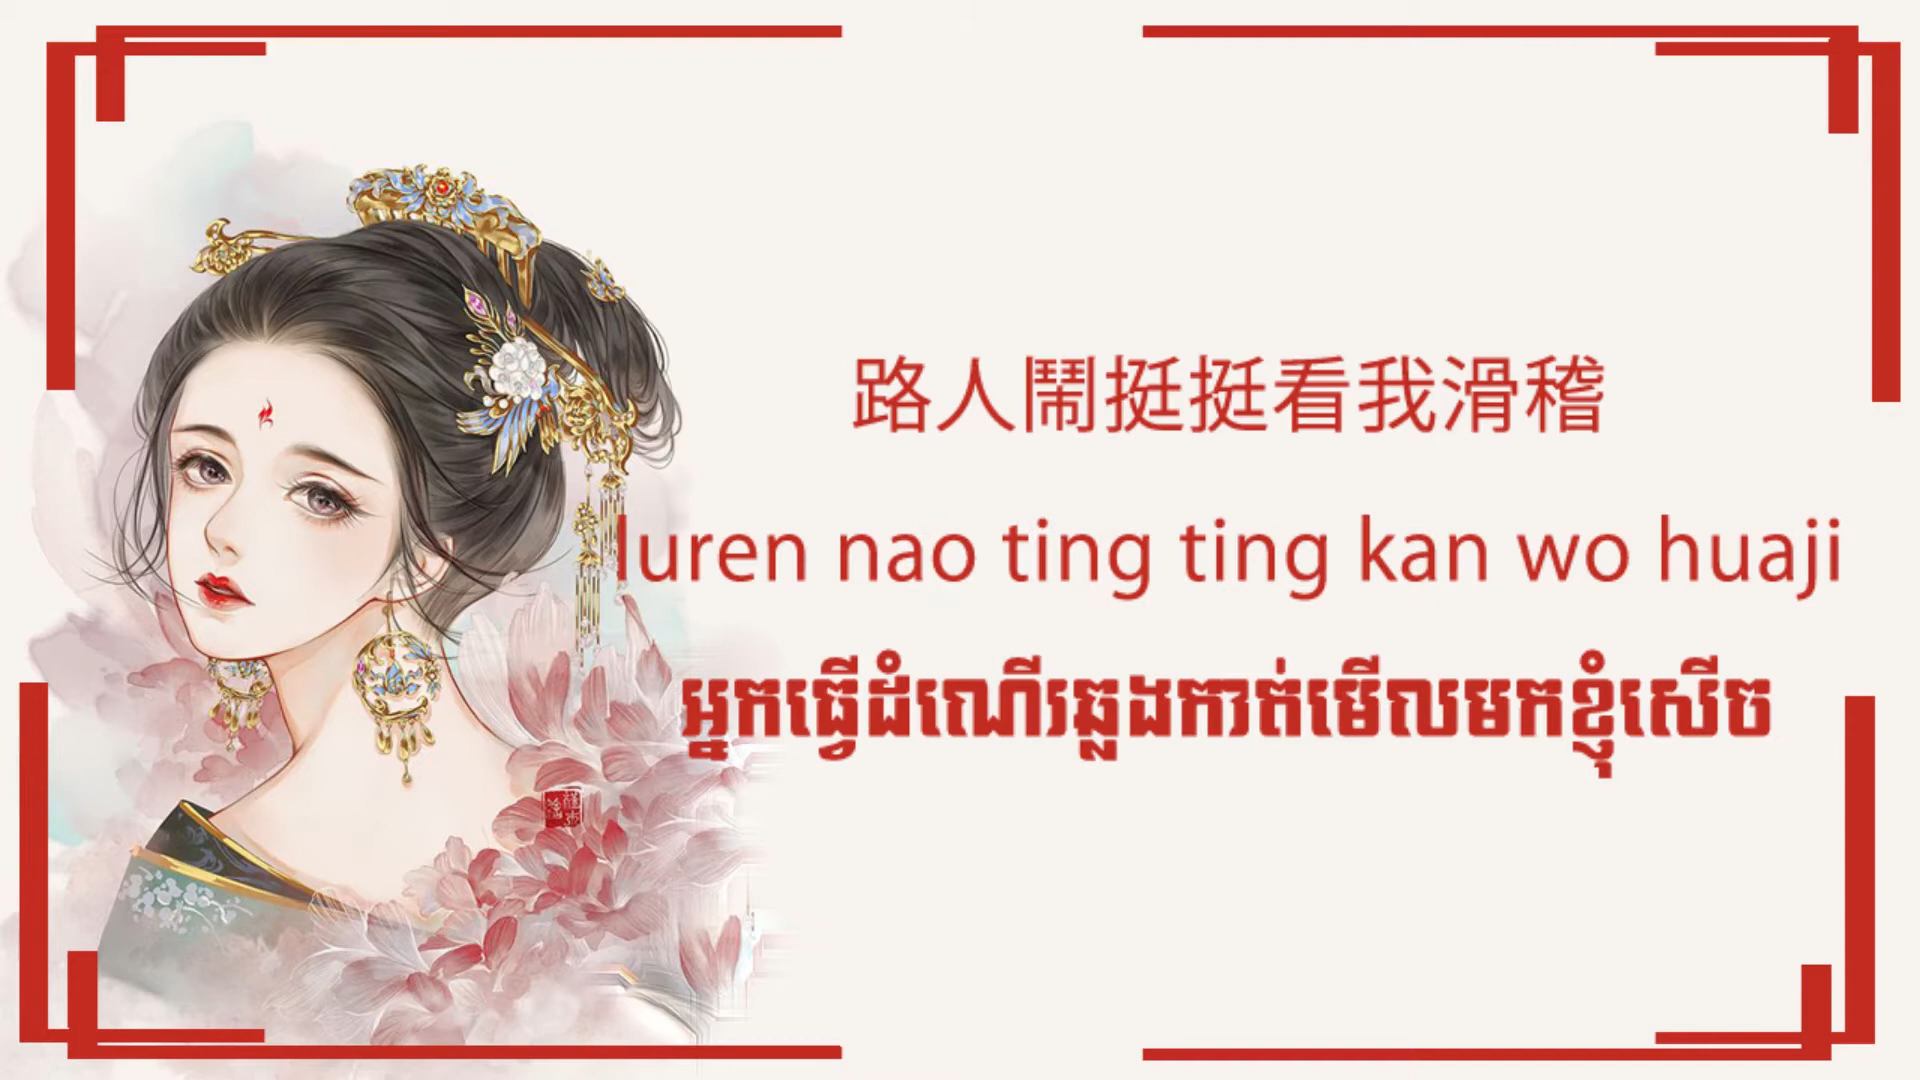 路人鬧挺挺看我滑稽
luren nao ting ting kan wo huaji
អ្នកធ្វើដំណើរឆ្លងកាត់មើលមកខ្ញុំសើច